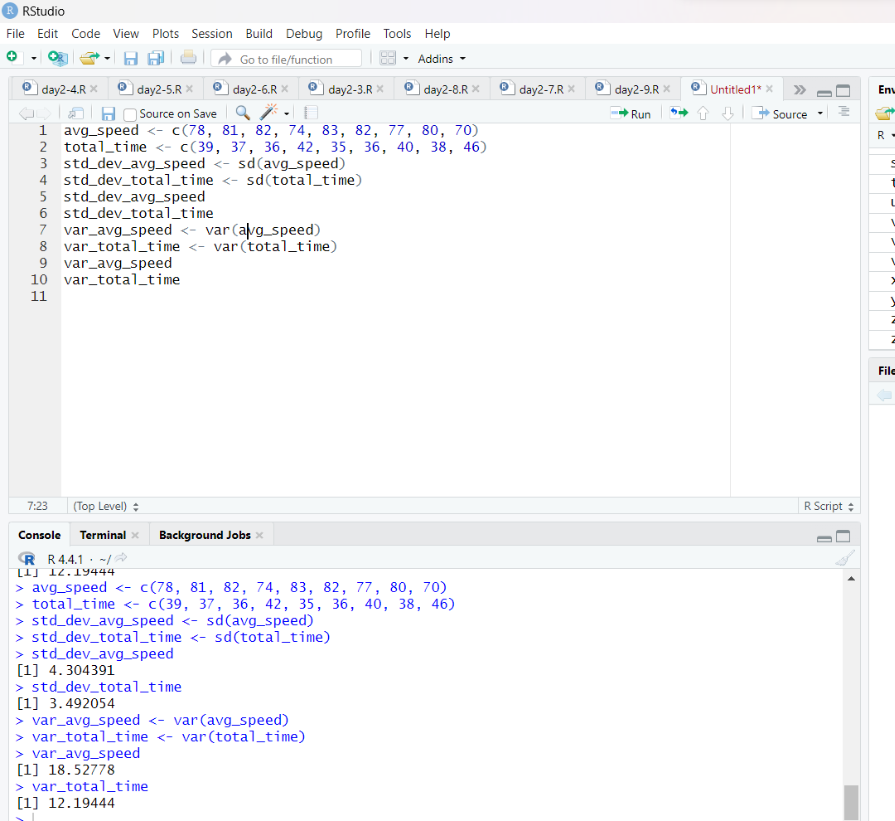 RStudio
File Edit Code View Plots Session Build Debug Profile Tools Help
Go to file/function Addins
day2-4.R day2-5.R day2-6.R day2-3.R day2-8.R day2-7.R day2-9.R Untitled1*
Source on Save Run Source
1 avg_speed <- c(78, 81, 82, 74, 83, 82, 77, 80, 70)
2 total_time <- c(39, 37, 36, 42, 35, 36, 40, 38, 46)
3 std_dev_avg_speed <- sd(avg_speed)
4 std_dev_total_time <- sd(total_time)
5 std_dev_avg_speed
6 std_dev_total_time
7 var_avg_speed <- var(avg_speed)
8 var_total_time <- var(total_time)
9 var_avg_speed
10 var_total_time
11
7:23 (Top Level) R Script
Console Terminal Background Jobs
R 4.4.1 · ~/
[1] 12.19444
> avg_speed <- c(78, 81, 82, 74, 83, 82, 77, 80, 70)
> total_time <- c(39, 37, 36, 42, 35, 36, 40, 38, 46)
> std_dev_avg_speed <- sd(avg_speed)
> std_dev_total_time <- sd(total_time)
> std_dev_avg_speed
[1] 4.304391
> std_dev_total_time
[1] 3.492054
> var_avg_speed <- var(avg_speed)
> var_total_time <- var(total_time)
> var_avg_speed
[1] 18.52778
> var_total_time
[1] 12.19444
>
Env
R
File